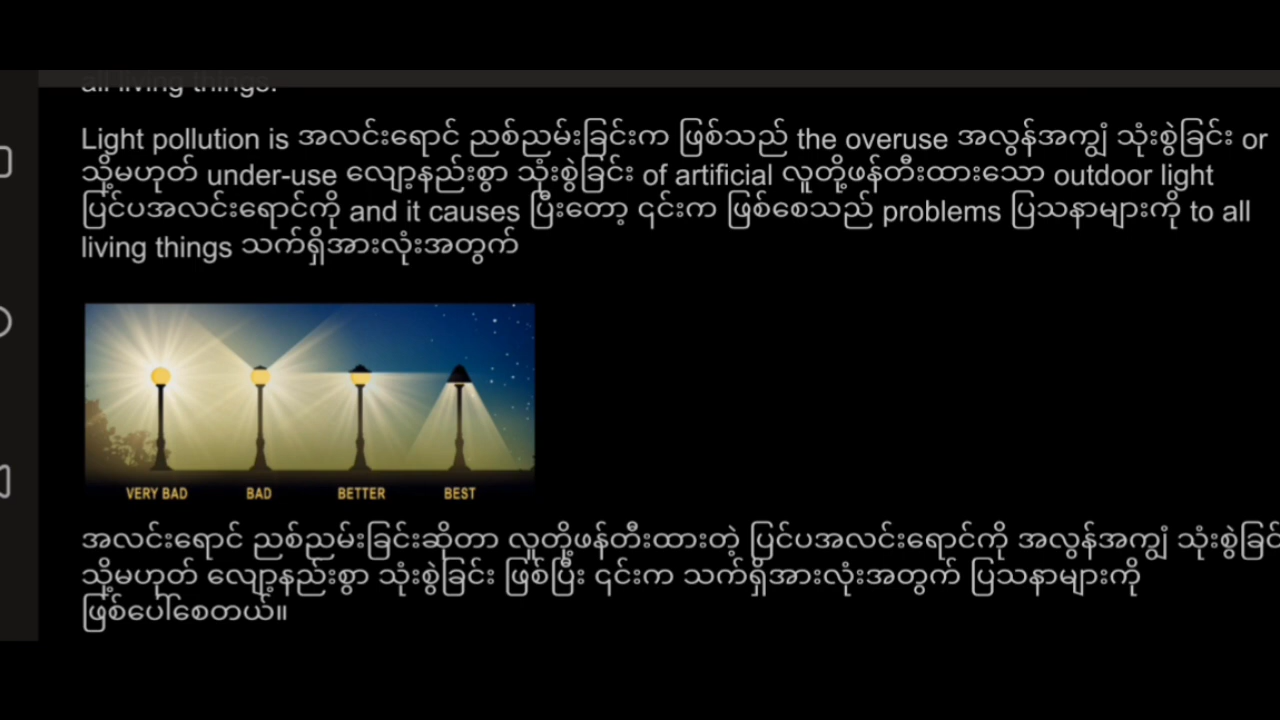 all living things.
Light pollution is အလင်းရောင် ညစ်ညမ်းခြင်းက ဖြစ်သည် the overuse အလွန်အကျွံ သုံးစွဲခြင်း or
သို့မဟုတ် under-use လျော့နည်းစွာ သုံးစွဲခြင်း of artificial လူတို့ဖန်တီးထားသော outdoor light
ပြင်ပအလင်းရောင်ကို and it causes ပြီးတော့ ၎င်းက ဖြစ်စေသည် problems ပြသနာများကို to all
living things သက်ရှိအားလုံးအတွက်
VERY BAD BAD BETTER BEST
အလင်းရောင် ညစ်ညမ်းခြင်းဆိုတာ လူတို့ဖန်တီးထားတဲ့ ပြင်ပအလင်းရောင်ကို အလွန်အကျွံ သုံးစွဲခြင်
သို့မဟုတ် လျော့နည်းစွာ သုံးစွဲခြင်း ဖြစ်ပြီး ၎င်းက သက်ရှိအားလုံးအတွက် ပြသနာများကို
ဖြစ်ပေါ်စေတယ်။